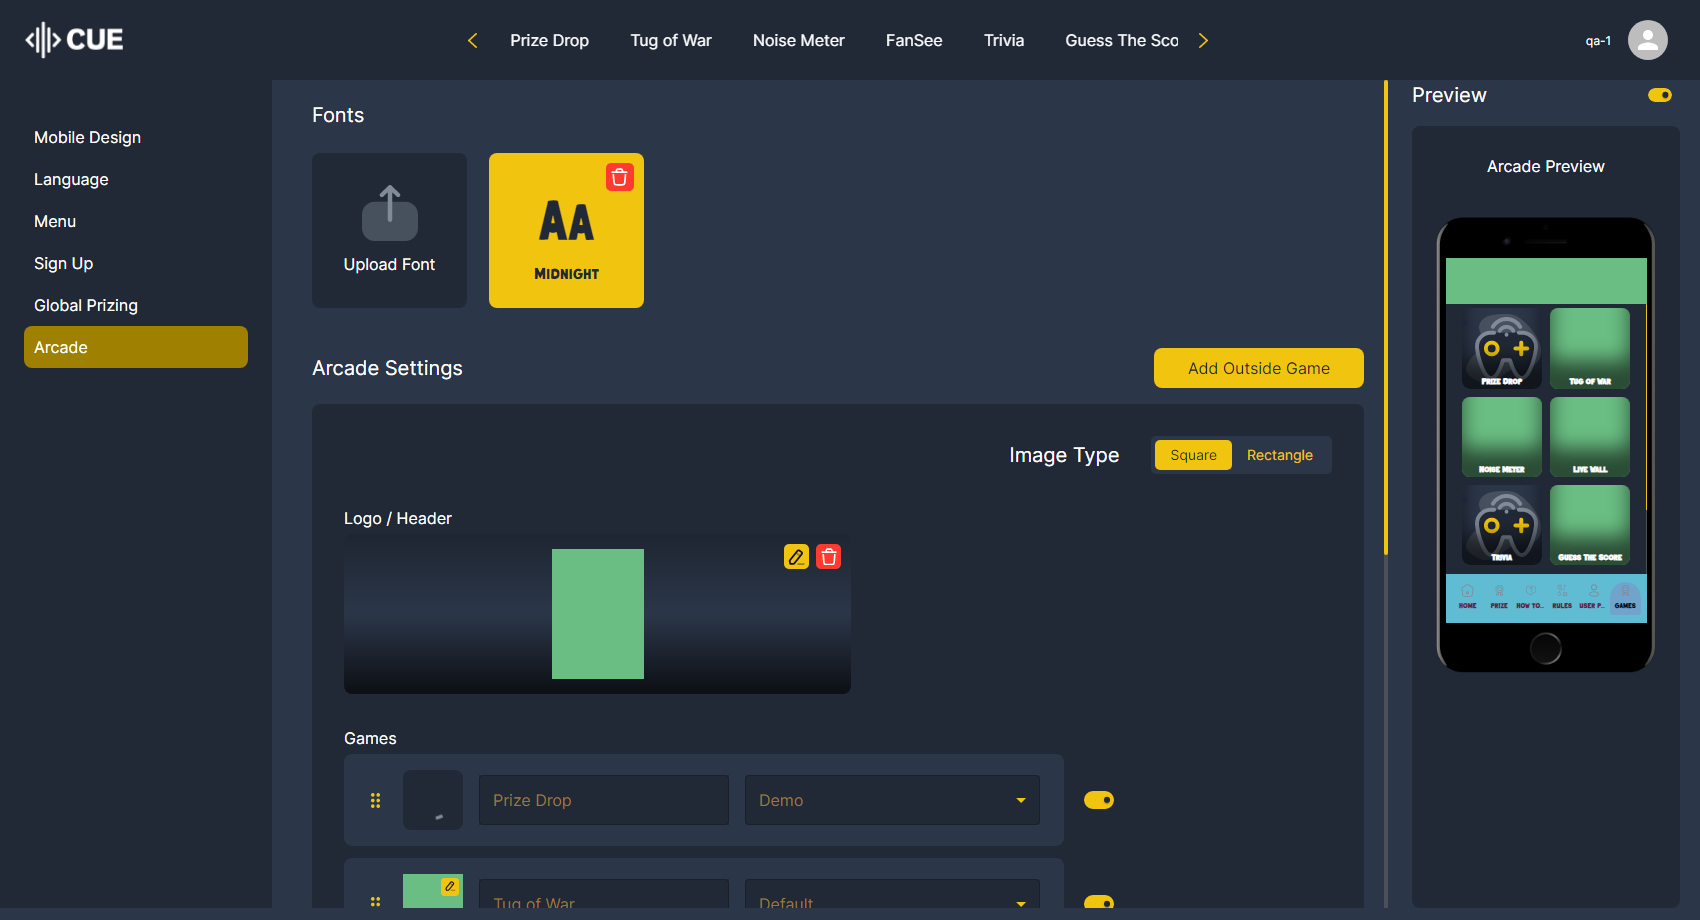 CUE
Prize Drop
Tug of War
Noise Meter
FanSee
Trivia
Guess The Sco
qa-1
Mobile Design
Language
Menu
Sign Up
Global Prizing
Arcade
Fonts
Upload Font
AA
MIDNIGHT
Arcade Settings
Add Outside Game
Image Type
Square
Rectangle
Logo / Header
Games
Prize Drop
Demo
Tug of War
Default
Preview
Arcade Preview
PRIZE DROP
TUG OF WAR
NOISE METER
LIVE WALL
TRIVIA
GUESS THE SCORE
HOME
PRIZE
HOW TO..
RULES
USER P..
GAMES